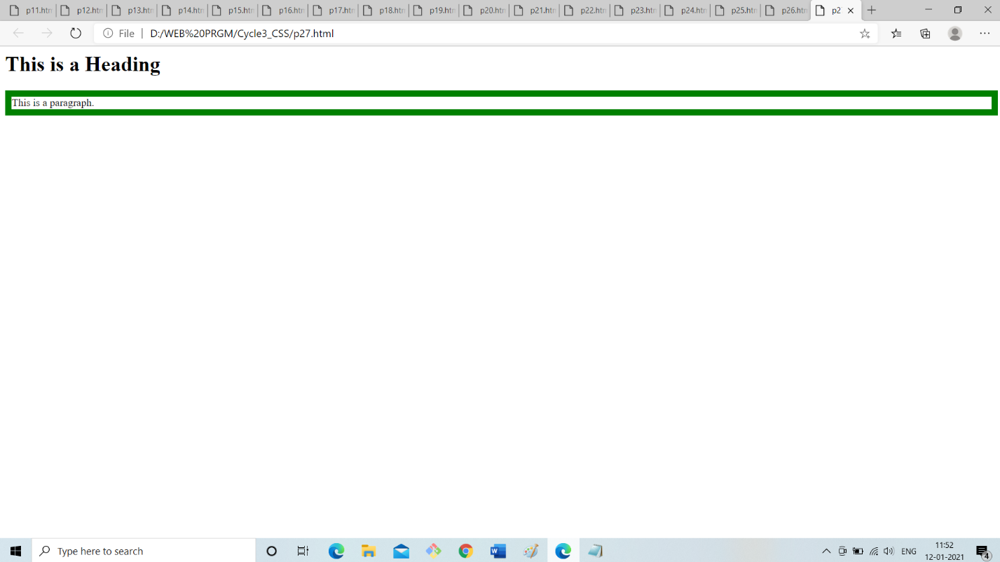 p11.htm p12.htm p13.htm p14.htm p15.htm p16.htm p17.htm p18.htm p19.htm p20.htm p21.htm p22.htm p23.htm p24.htm p25.htm p26.htm p2
File | D:/WEB%20PRGM/Cycle3_CSS/p27.html
This is a Heading
This is a paragraph.
Type here to search
ENG
11:52
12-01-2021
4